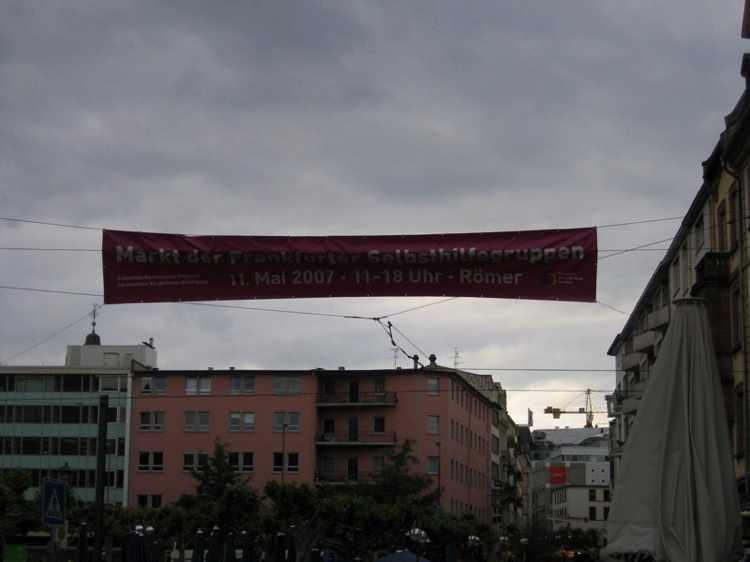 Markt der Frankfurter Selbsthilfegruppen
11. Mai 2007 · 11-18 Uhr · Römer